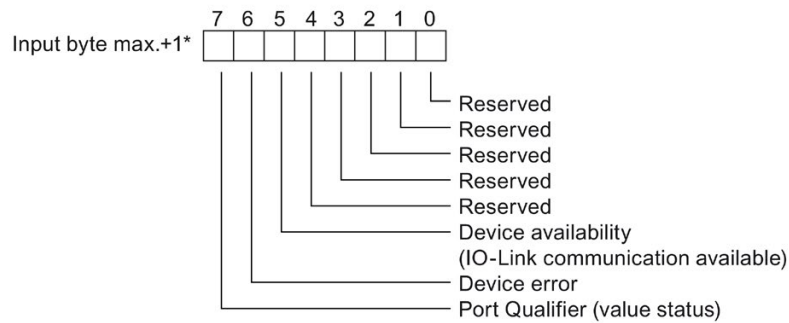 7 6 5 4 3 2 1 0
Input byte max.+1*
Reserved
Reserved
Reserved
Reserved
Reserved
Device availability
(IO-Link communication available)
Device error
Port Qualifier (value status)